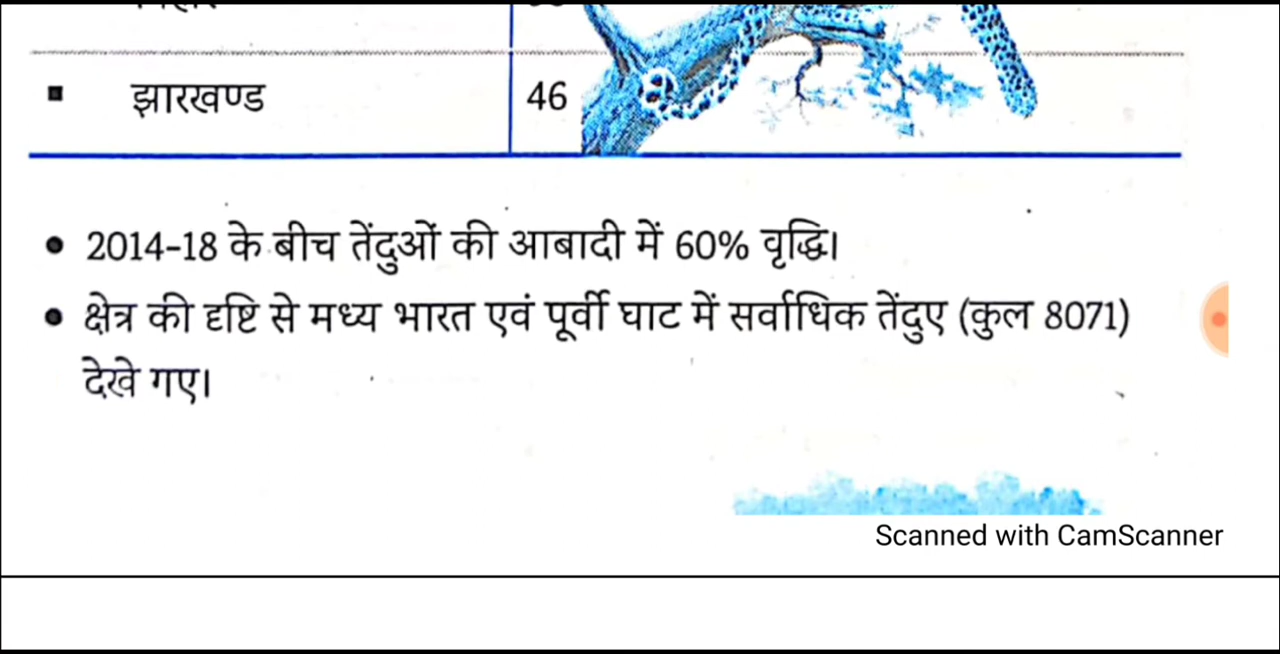 ■ झारखण्ड 46
• 2014-18 के बीच तेंदुओं की आबादी में 60% वृद्धि।
• क्षेत्र की दृष्टि से मध्य भारत एवं पूर्वी घाट में सर्वाधिक तेंदुए (कुल 8071)
देखे गए।
Scanned with CamScanner